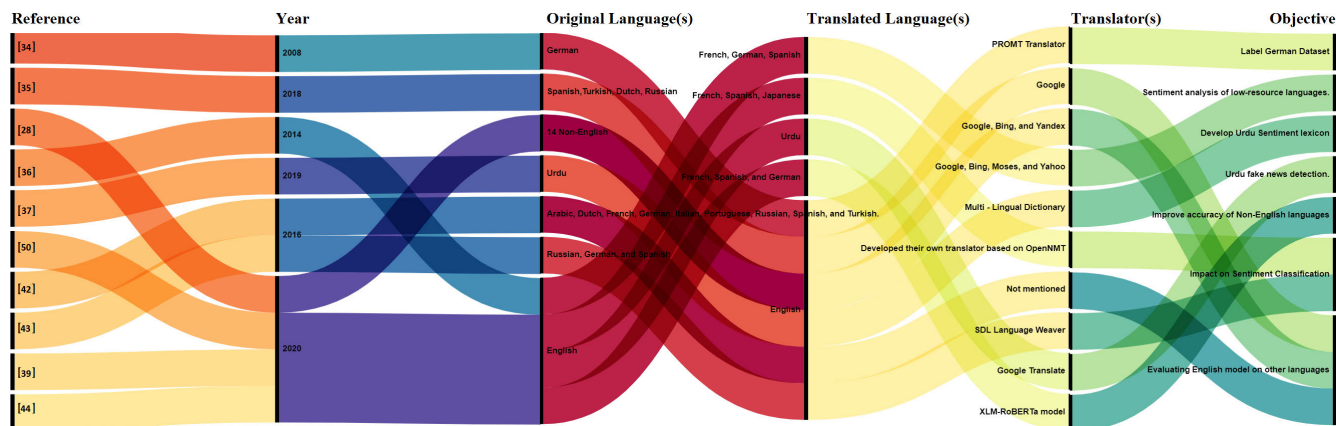 Reference
Year
Original Language(s)
Translated Language(s)
Translator(s)
Objective
[34]
[35]
[28]
[36]
[37]
[50]
[42]
[43]
[39]
[44]
2008
2018
2014
2019
2016
2020
German
Spanish,Turkish, Dutch, Russian
14 Non-English
Urdu
Arabic, Dutch, French, German, Italian, Portuguese, Russian, Spanish, and Turkish.
Russian, German, and Spanish
English
French, German, Spanish
French, Spanish, Japanese
Urdu
French, Spanish, and German
English
PROMT Translator
Google
Google, Bing, and Yandex
Google, Bing, Moses, and Yahoo
Multi - Lingual Dictionary
Developed their own translator based on OpenNMT
Not mentioned
SDL Language Weaver
Google Translate
XLM-RoBERTa model
Label German Dataset
Sentiment analysis of low-resource languages.
Develop Urdu Sentiment lexicon
Urdu fake news detection.
Improve accuracy of Non-English languages
Impact on Sentiment Classification
Evaluating English model on other languages